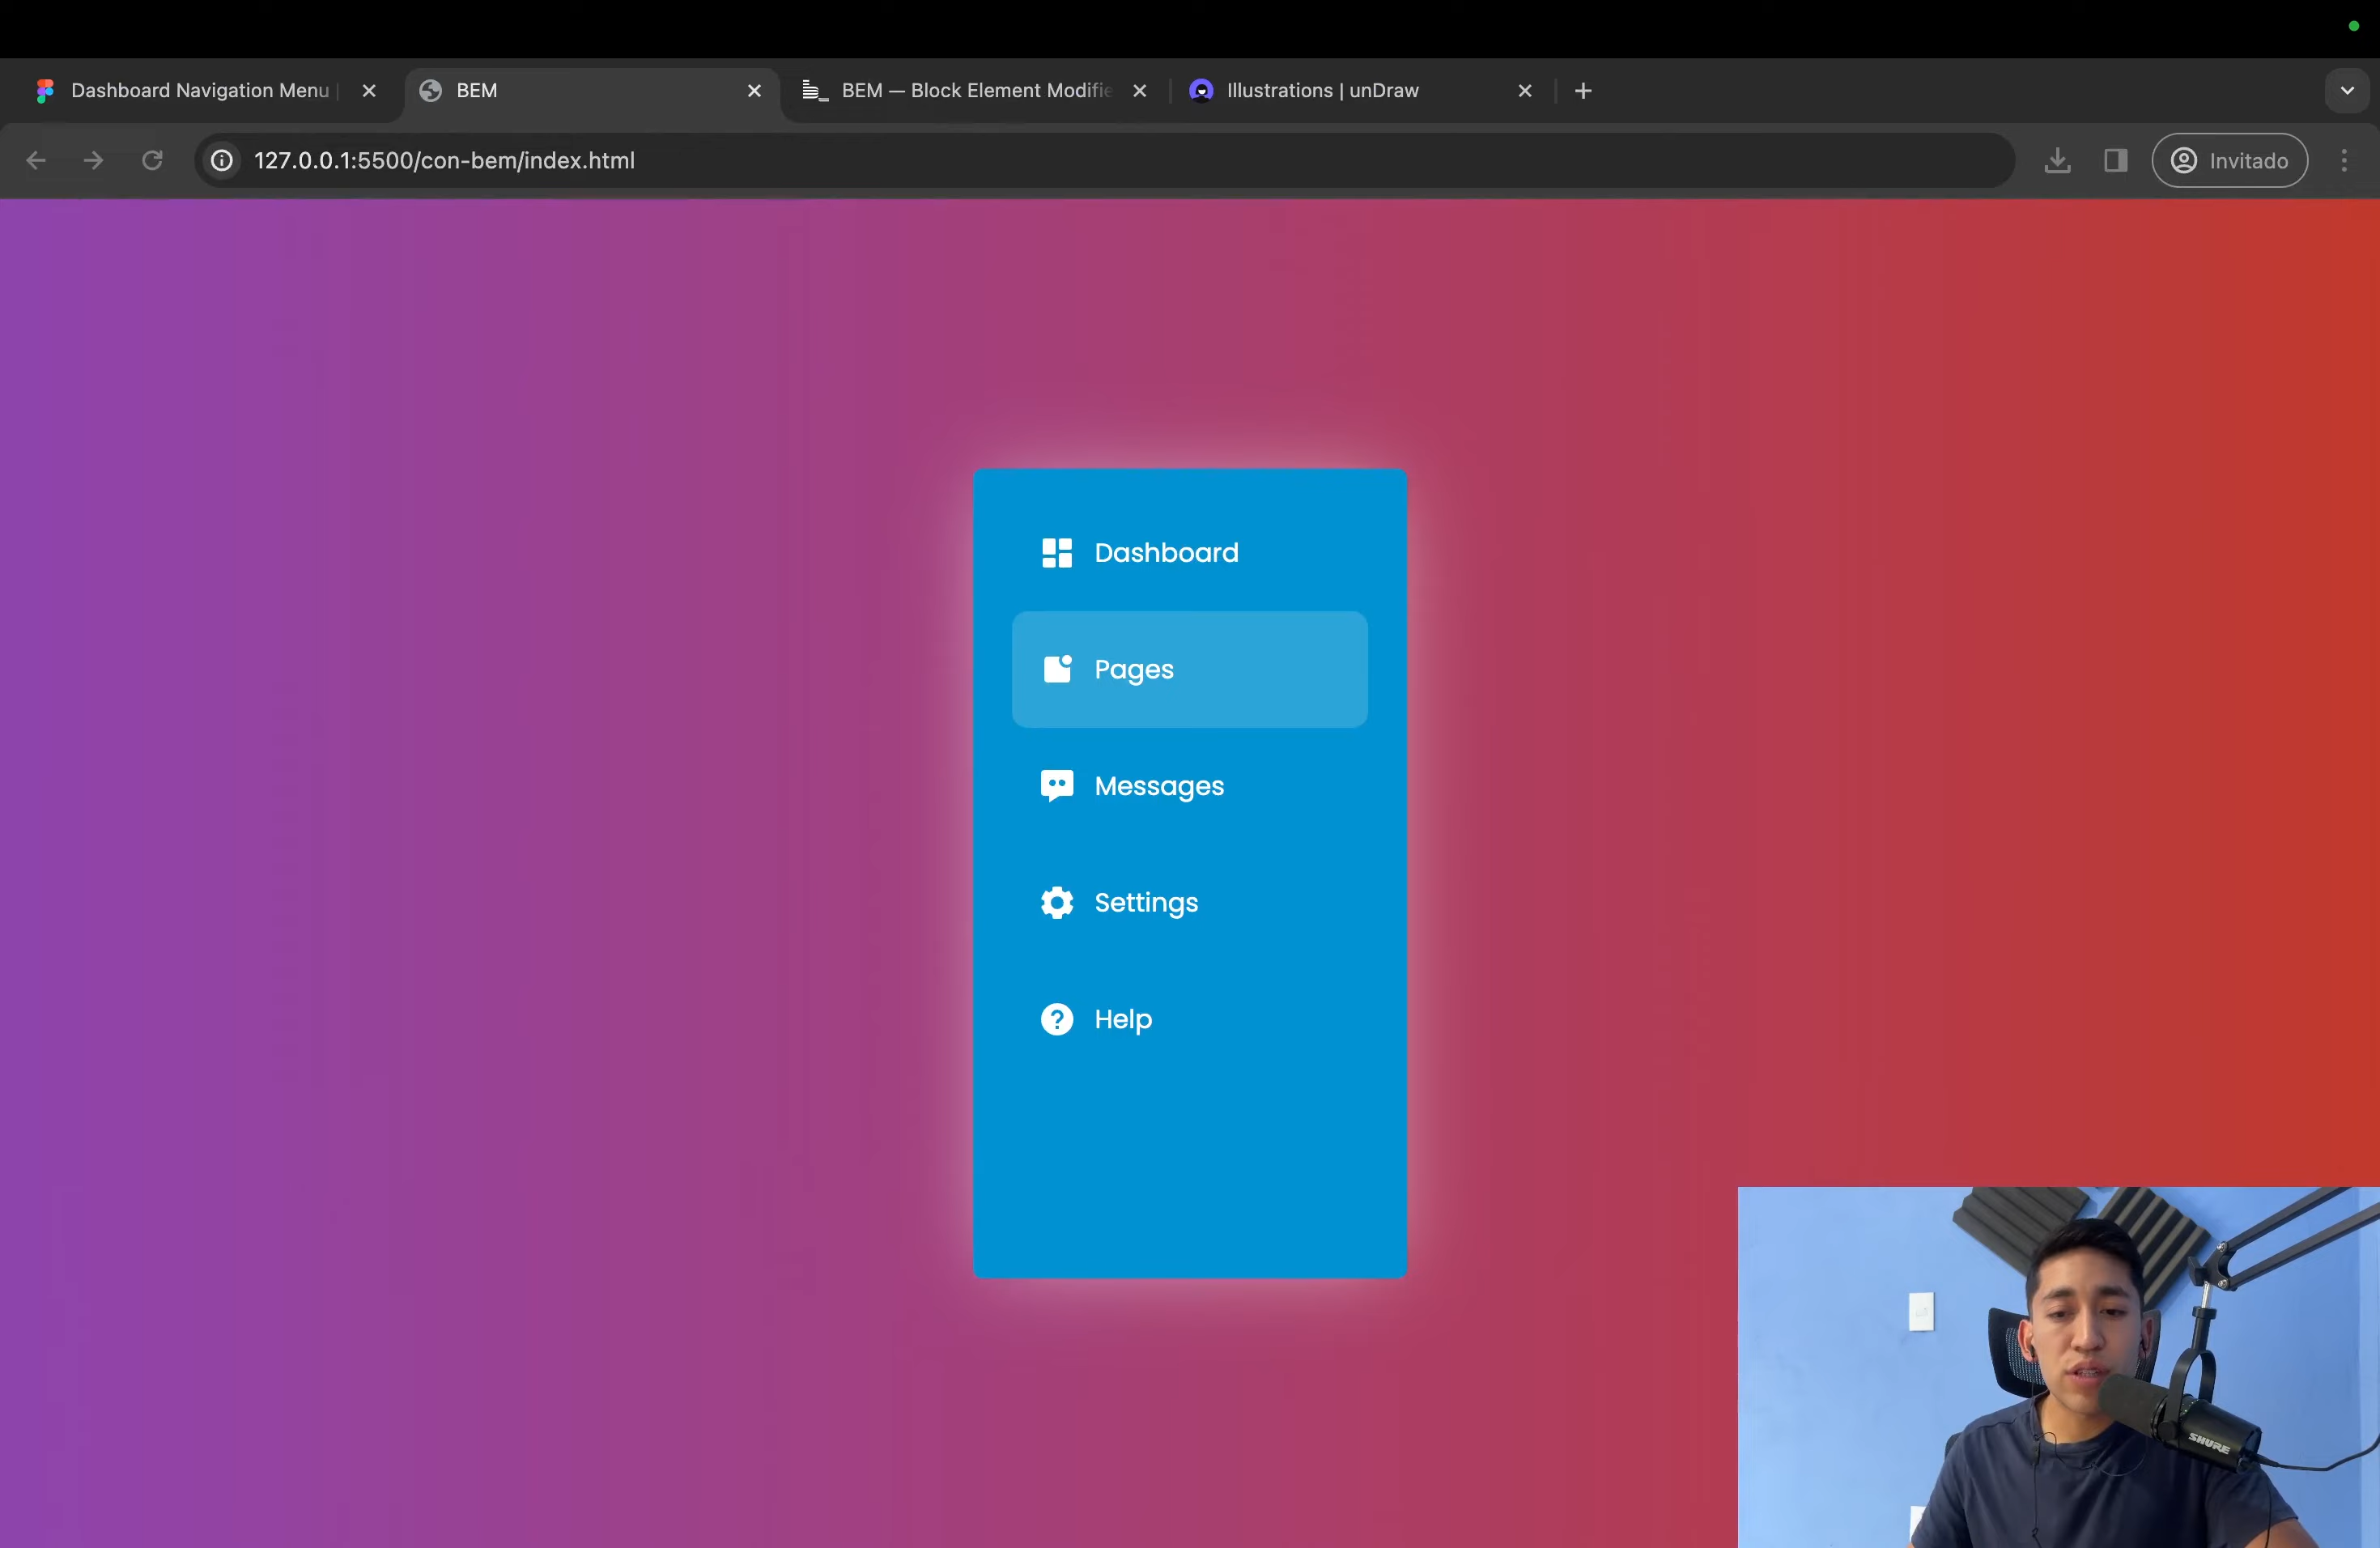 Dashboard Navigation Menu |
BEM
BEM — Block Element Modifie
Illustrations | unDraw
127.0.0.1:5500/con-bem/index.html
Invitado
Dashboard
Pages
Messages
Settings
Help
SHURE